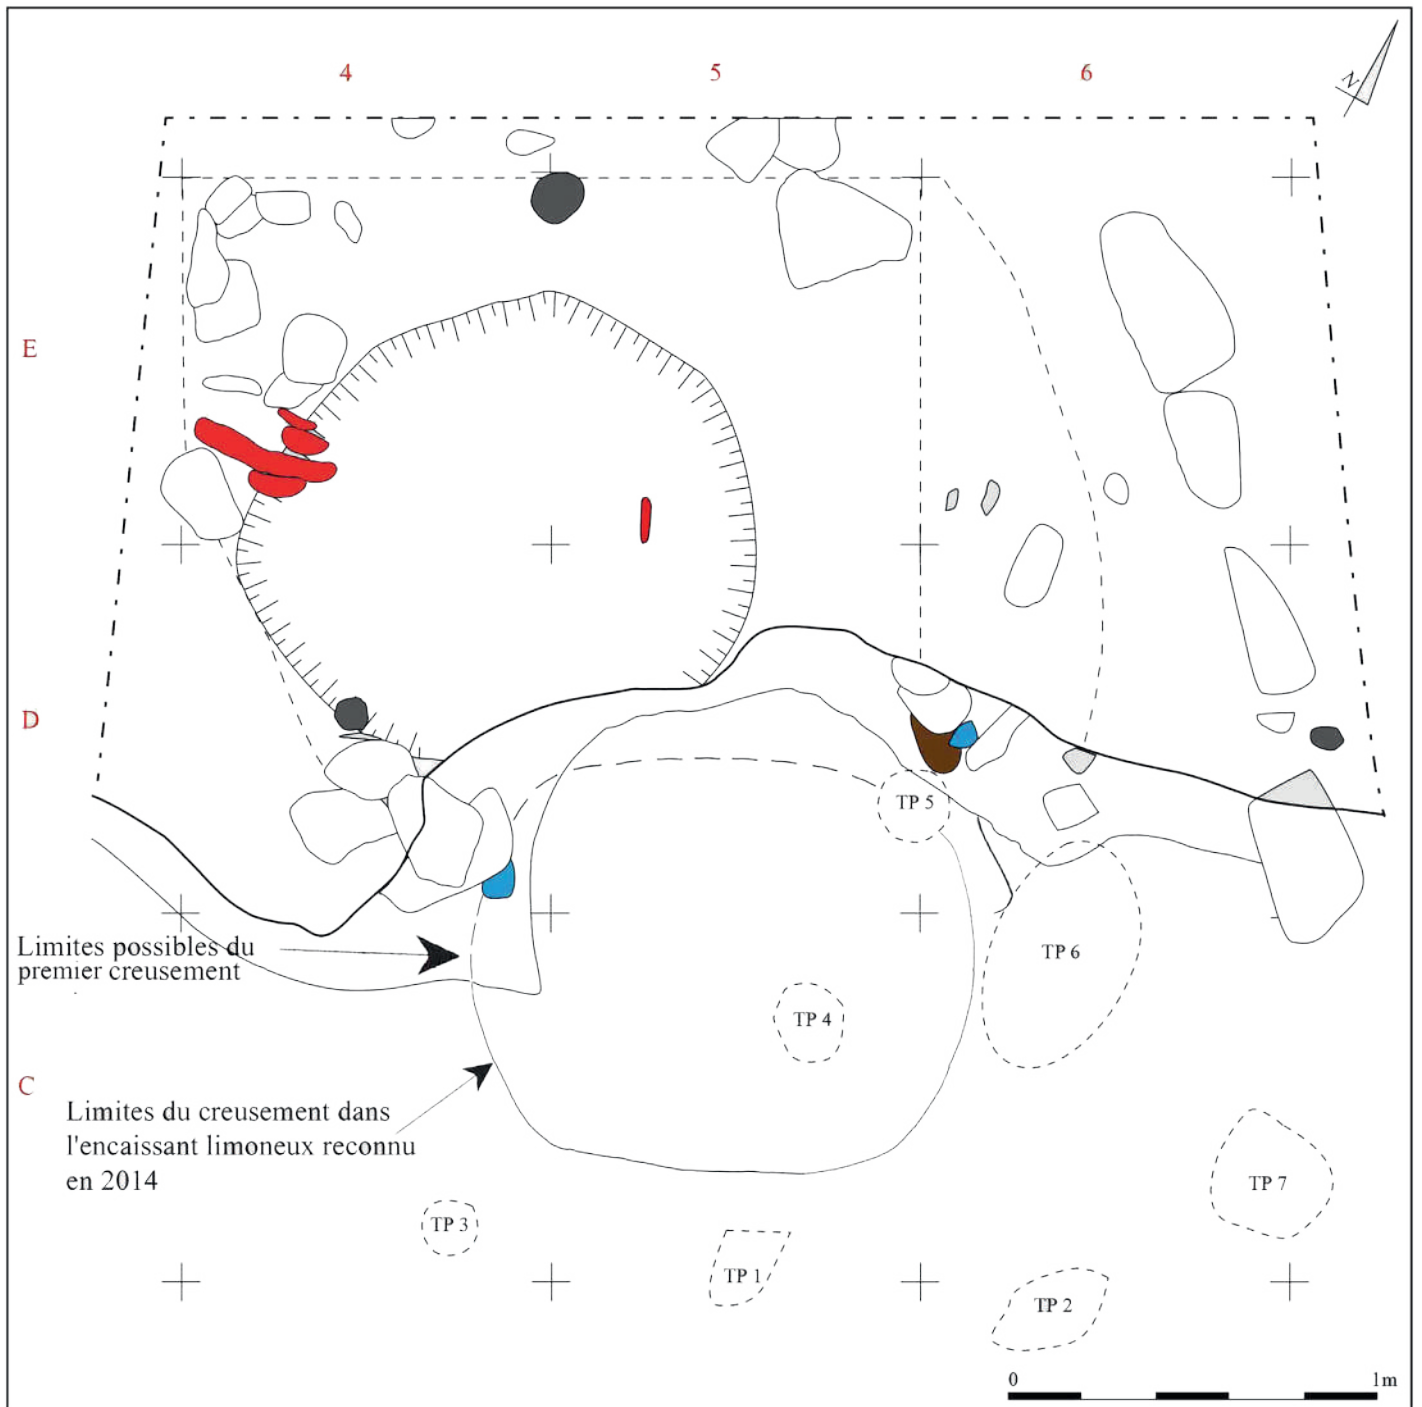 4 5 6
N
E
D
TP 5
Limites possibles du
premier creusement
TP 6
TP 4
C
Limites du creusement dans
l'encaissant limoneux reconnu
en 2014
TP 7
TP 3
TP 1
TP 2
0 1m